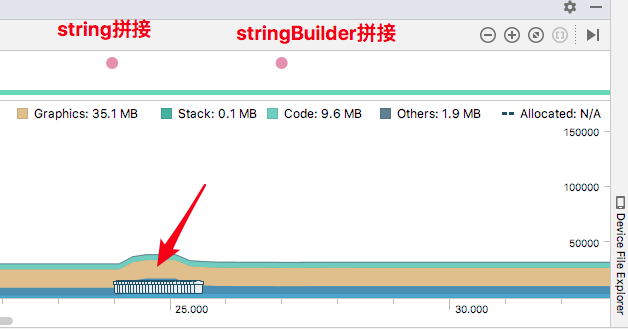 string拼接
stringBuilder拼接
Graphics: 35.1 MB
Stack: 0.1 MB
Code: 9.6 MB
Others: 1.9 MB
Allocated: N/A
150000
100000
50000
25.000
30.000
Device File Explorer